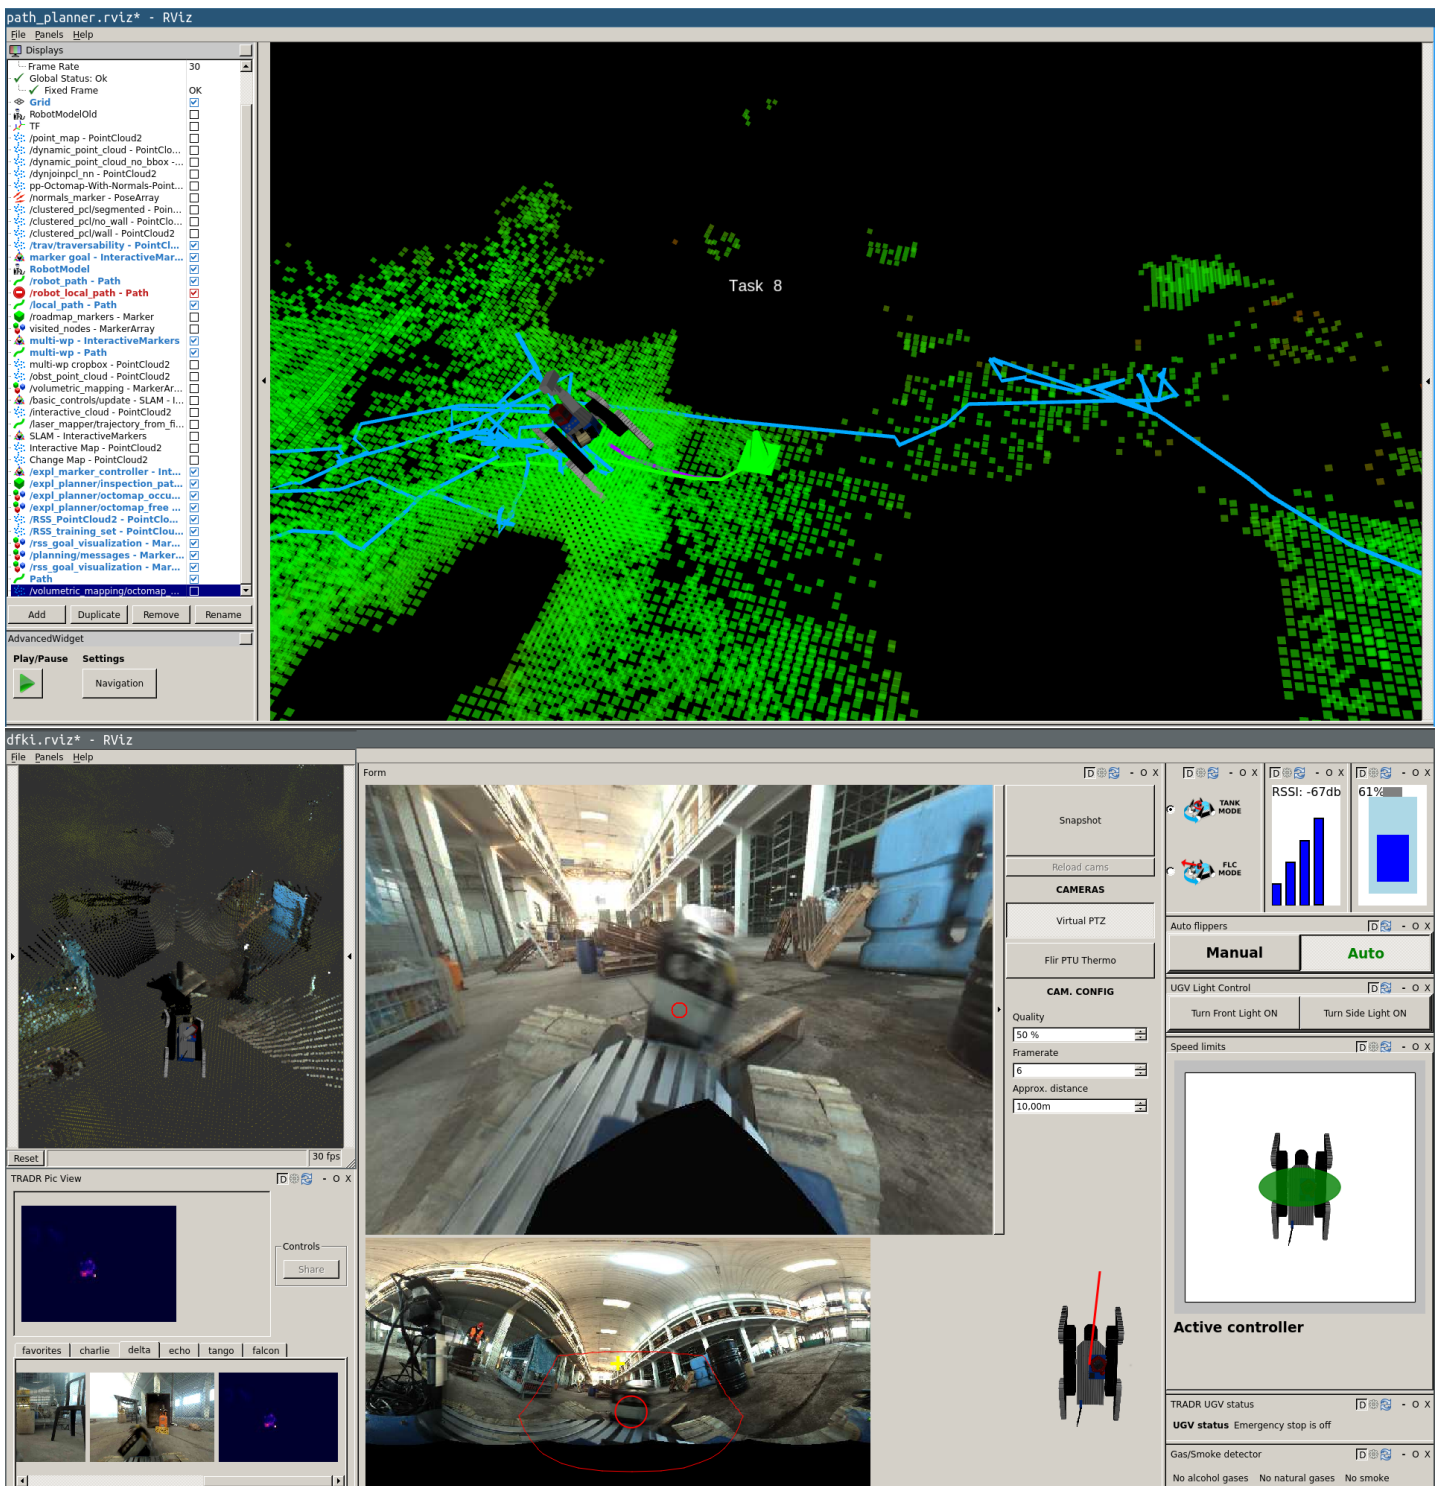 path_planner.rviz* - RViz
File Panels Help
Displays
Frame Rate 30
Global Status: Ok
Fixed Frame OK
Grid
RobotModelOld
TF
/point_map - PointCloud2
/dynamic_point_cloud - PointClo...
/dynamic_point_cloud_no_bbox -...
/dynjoinpcl_nn - PointCloud2
pp-Octomap-With-Normals-Point...
/normals_marker - PoseArray
/clustered_pcl/segmented - Poin...
/clustered_pcl/no_wall - PointClo...
/clustered_pcl/wall - PointCloud2
/trav/traversability - PointCl...
marker goal - InteractiveMar...
RobotModel
/robot_path - Path
/robot_local_path - Path
/local_path - Path
/roadmap_markers - Marker
visited_nodes - MarkerArray
multi-wp - InteractiveMarkers
multi-wp - Path
multi-wp cropbox - PointCloud2
/obst_point_cloud - PointCloud2
/volumetric_mapping - MarkerAr...
/basic_controls/update - SLAM - I...
/interactive_cloud - PointCloud2
/laser_mapper/trajectory_from_fi...
SLAM - InteractiveMarkers
Interactive Map - PointCloud2
Change Map - PointCloud2
/expl_marker_controller - Int...
/expl_planner/inspection_pat...
/expl_planner/octomap_occu...
/expl_planner/octomap_free ...
/RSS_PointCloud2 - PointClo...
/RSS_training_set - PointClou...
/rss_goal_visualization - Mar...
/planning/messages - Marker...
/rss_goal_visualization - Mar...
Path
/volumetric_mapping/octomap_...
Add Duplicate Remove Rename
AdvancedWidget
Play/Pause Settings
Navigation
Task 8
dfki.rviz* - RViz
File Panels Help
Reset 30 fps
TRADR Pic View D - O X
Controls
Share
favorites charlie delta echo tango falcon
Form D - O X
Snapshot
Reload cams
CAMERAS
Virtual PTZ
Flir PTU Thermo
CAM. CONFIG
Quality
50 %
Framerate
6
Approx. distance
10,00m
D - O X
TANK
MODE
FLC
MODE
D - O X
RSSI: -67db
D - O X
61%
Auto flippers D - O X
Manual Auto
UGV Light Control D - O X
Turn Front Light ON Turn Side Light ON
Speed limits D - O X
Active controller
TRADR UGV status D - O X
UGV status Emergency stop is off
Gas/Smoke detector D - O X
No alcohol gases No natural gases No smoke